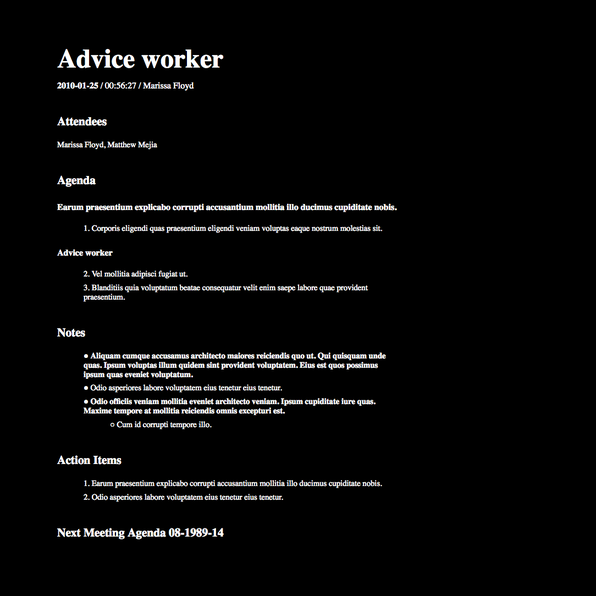 Advice worker
2010-01-25 / 00:56:27 / Marissa Floyd
Attendees
Marissa Floyd, Matthew Mejia
Agenda
Earum praesentium explicabo corrupti accusantium mollitia illo ducimus cupiditate nobis.
1. Corporis eligendi quas praesentium eligendi veniam voluptas eaque nostrum molestias sit.
Advice worker
2. Vel mollitia adipisci fugiat ut.
3. Blanditiis quia voluptatum beatae consequatur velit enim saepe labore quae provident
praesentium.
Notes
● Aliquam cumque accusamus architecto maiores reiciendis quo ut. Qui quisquam unde
quas. Ipsum voluptas illum quidem sint provident voluptatem. Eius est quos possimus
ipsum quas eveniet voluptatum.
● Odio asperiores labore voluptatem eius tenetur eius tenetur.
● Odio officiis veniam mollitia eveniet architecto veniam. Ipsum cupiditate iure quas.
Maxime tempore at mollitia reiciendis omnis excepturi est.
○ Cum id corrupti tempore illo.
Action Items
1. Earum praesentium explicabo corrupti accusantium mollitia illo ducimus cupiditate nobis.
2. Odio asperiores labore voluptatem eius tenetur eius tenetur.
Next Meeting Agenda 08-1989-14